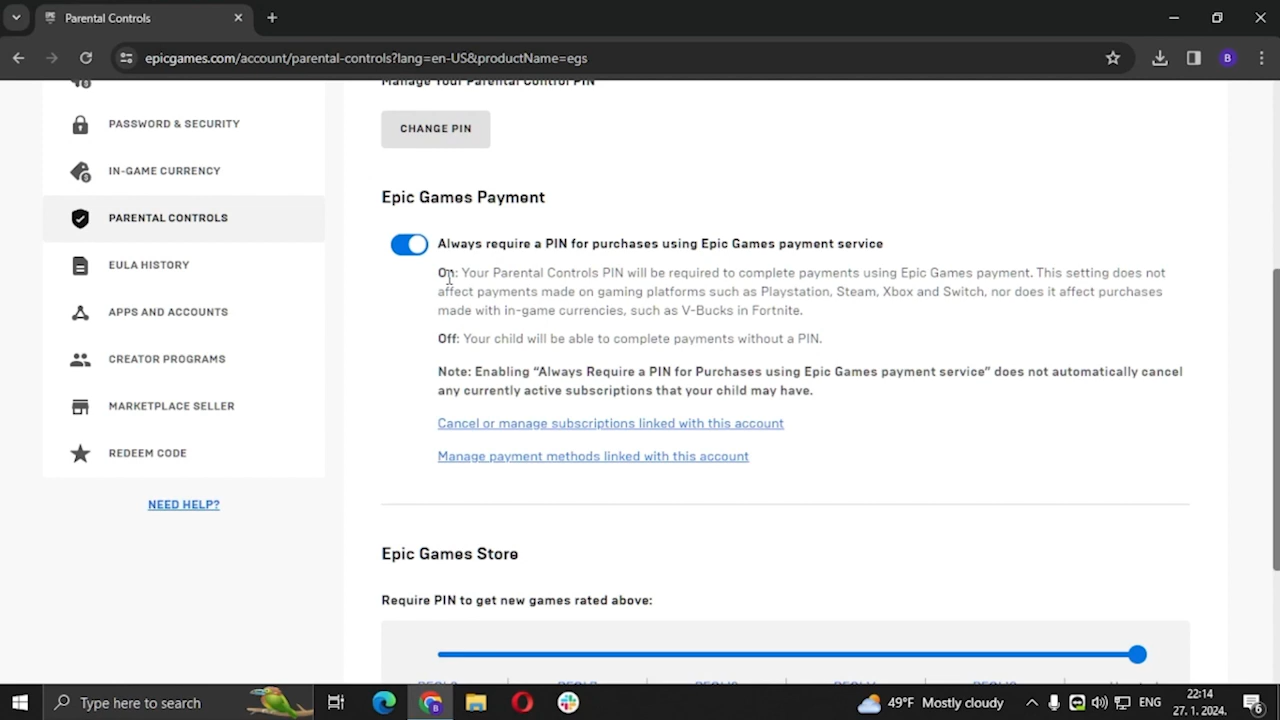 Parental Controls
epicgames.com/account/parental-controls?lang=en-US&productName=egs
B
Manage Your Parental Control PIN
PASSWORD & SECURITY
CHANGE PIN
IN-GAME CURRENCY
Epic Games Payment
PARENTAL CONTROLS
Always require a PIN for purchases using Epic Games payment service
EULA HISTORY
On: Your Parental Controls PIN will be required to complete payments using Epic Games payment. This setting does not
affect payments made on gaming platforms such as Playstation, Steam, Xbox and Switch, nor does it affect purchases
APPS AND ACCOUNTS
made with in-game currencies, such as V-Bucks in Fortnite.
Off: Your child will be able to complete payments without a PIN.
CREATOR PROGRAMS
Note: Enabling “Always Require a PIN for Purchases using Epic Games payment service” does not automatically cancel
any currently active subscriptions that your child may have.
MARKETPLACE SELLER
Cancel or manage subscriptions linked with this account
REDEEM CODE
Manage payment methods linked with this account
NEED HELP?
Epic Games Store
Require PIN to get new games rated above:
Type here to search
49°F Mostly cloudy
ENG
22:14
27. 1. 2024.
6